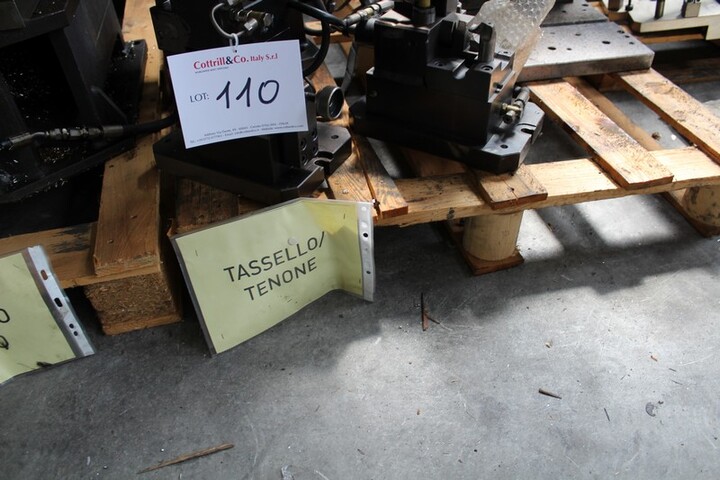 Cottrill&Co. Italy S.r.l
LOT: 110
TASSELLO/
TENONE
O